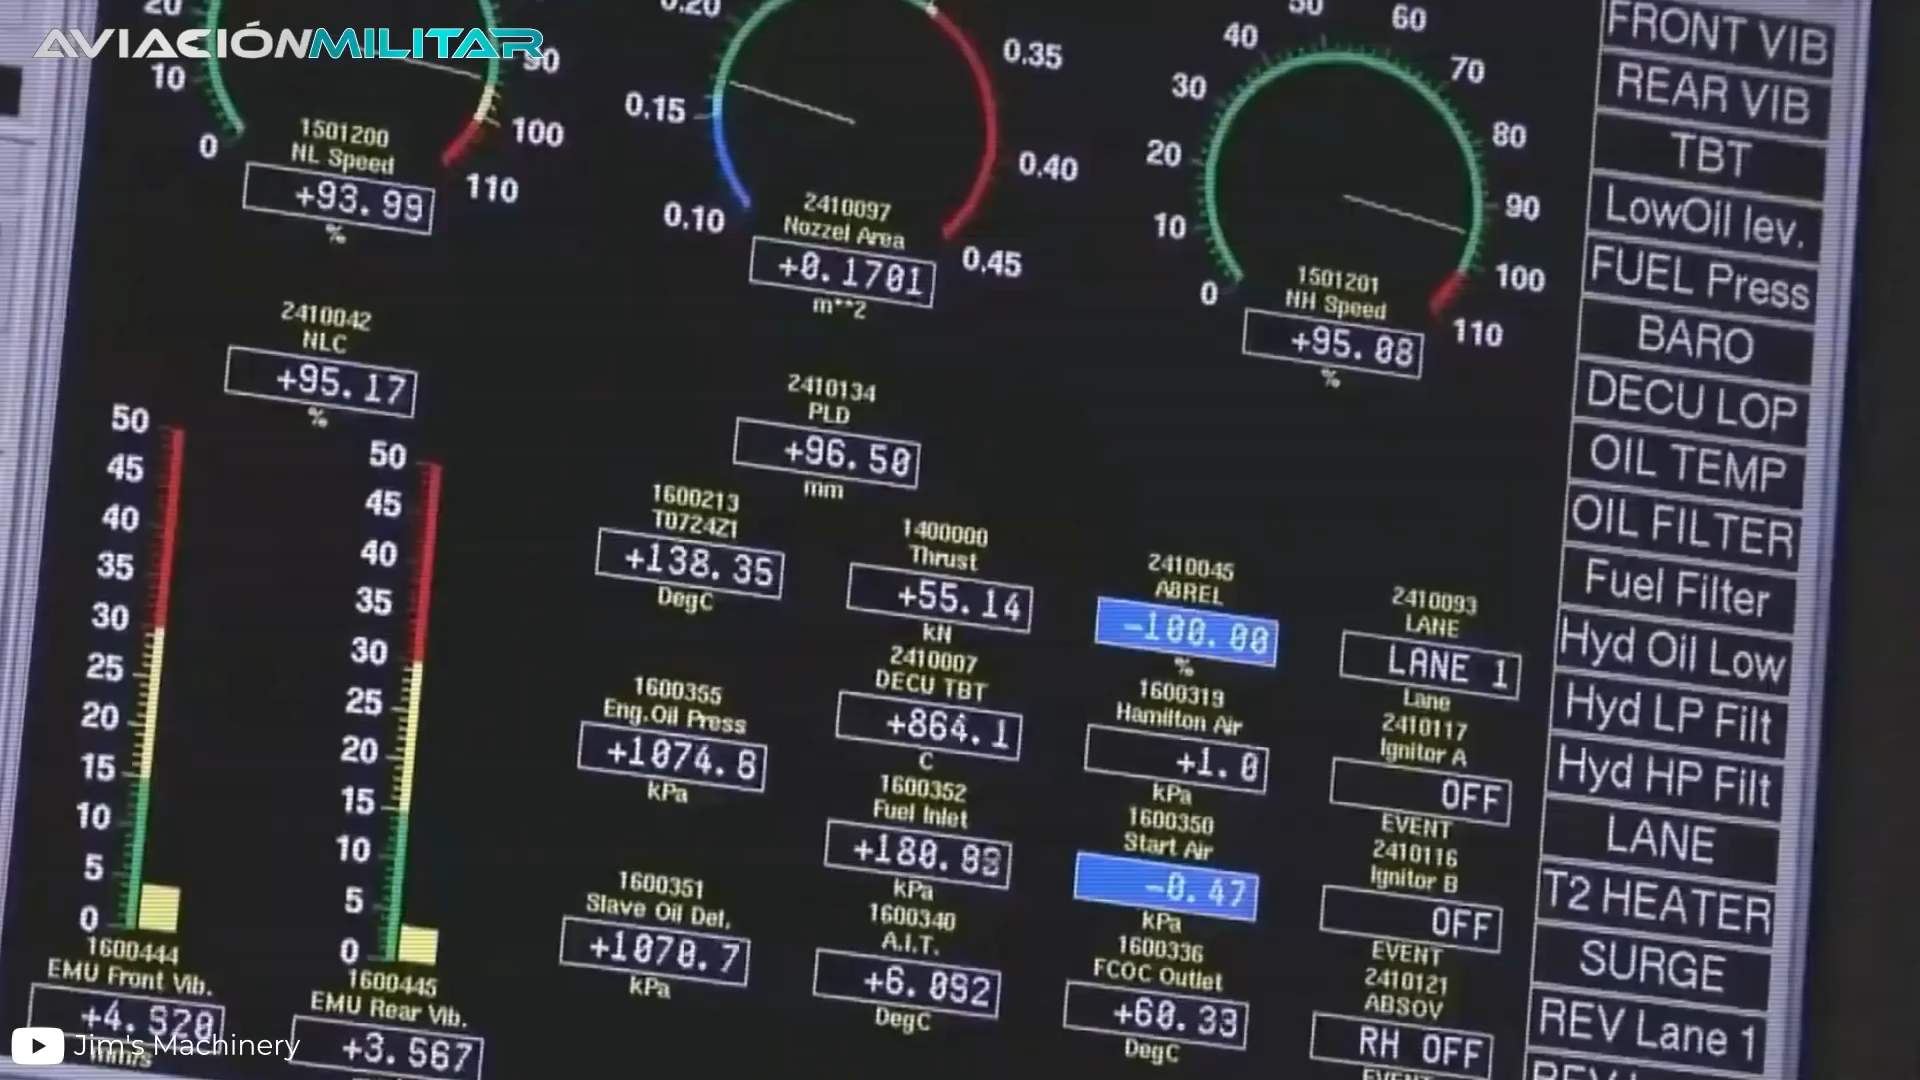 AVIACIÓNMILITAR
20
10
0
90
100
110
1501200
NL Speed
+93.99
%
0.20
0.15
0.10
0.35
0.40
0.45
2410097
Nozzel Area
+0.1701
m**2
50
60
40
70
30
80
20
90
10
100
0
110
1501201
NH Speed
+95.08
%
2410042
NLC
+95.17
%
2410134
PLD
+96.50
mm
50
45
40
35
30
25
20
15
10
5
0
1600444
EMU Front Vib.
mm/s
50
45
40
35
30
25
20
15
10
5
0
1600445
EMU Rear Vib.
+3.567
1600213
T0724Z1
+138.35
DegC
1400000
Thrust
+55.14
kN
2410045
ABREL
-100.00
%
2410093
LANE
LANE 1
Lane
1600355
Eng.Oil Press
+1074.8
kPa
2410007
DECU TBT
+864.1
C
1600319
Hamilton Air
+1.0
kPa
2410117
Ignitor A
OFF
EVENT
1600352
Fuel Inlet
kPa
1600350
Start Air
-0.47
kPa
2410116
Ignitor B
OFF
EVENT
1600351
Slave Oil Del.
+1070.7
kPa
1600340
A.I.T.
+6.092
DegC
1600336
FCOC Outlet
+60.33
DegC
2410121
ABSOV
RH OFF
EVENT
FRONT VIB
REAR VIB
TBT
LowOil lev.
FUEL Press
BARO
DECU LOP
OIL TEMP
OIL FILTER
Fuel Filter
Hyd Oil Low
Hyd LP Filt
Hyd HP Filt
LANE
T2 HEATER
SURGE
REV Lane 1
Jim's Machinery